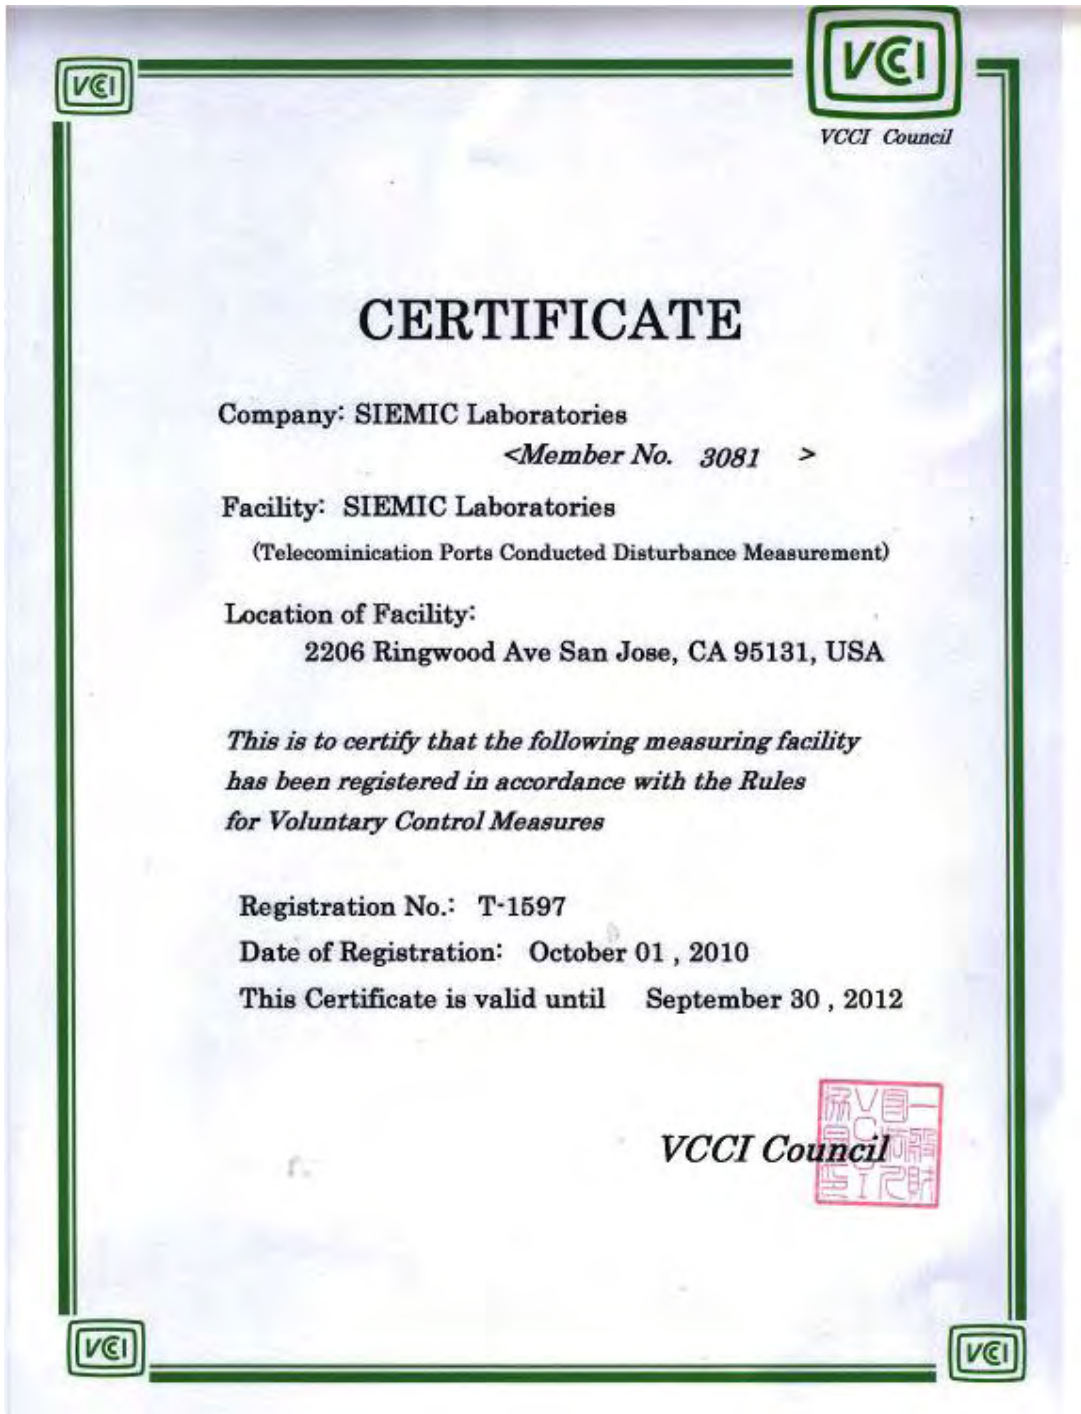 VCCI
VCCI
VCCI Council
CERTIFICATE
Company: SIEMIC Laboratories
<Member No. 3081 >
Facility: SIEMIC Laboratories
(Telecominication Ports Conducted Disturbance Measurement)
Location of Facility:
2206 Ringwood Ave San Jose, CA 95131, USA
This is to certify that the following measuring facility
has been registered in accordance with the Rules
for Voluntary Control Measures
Registration No.: T-1597
Date of Registration: October 01 , 2010
This Certificate is valid until September 30 , 2012
VCCI Council
VCCI
VCCI